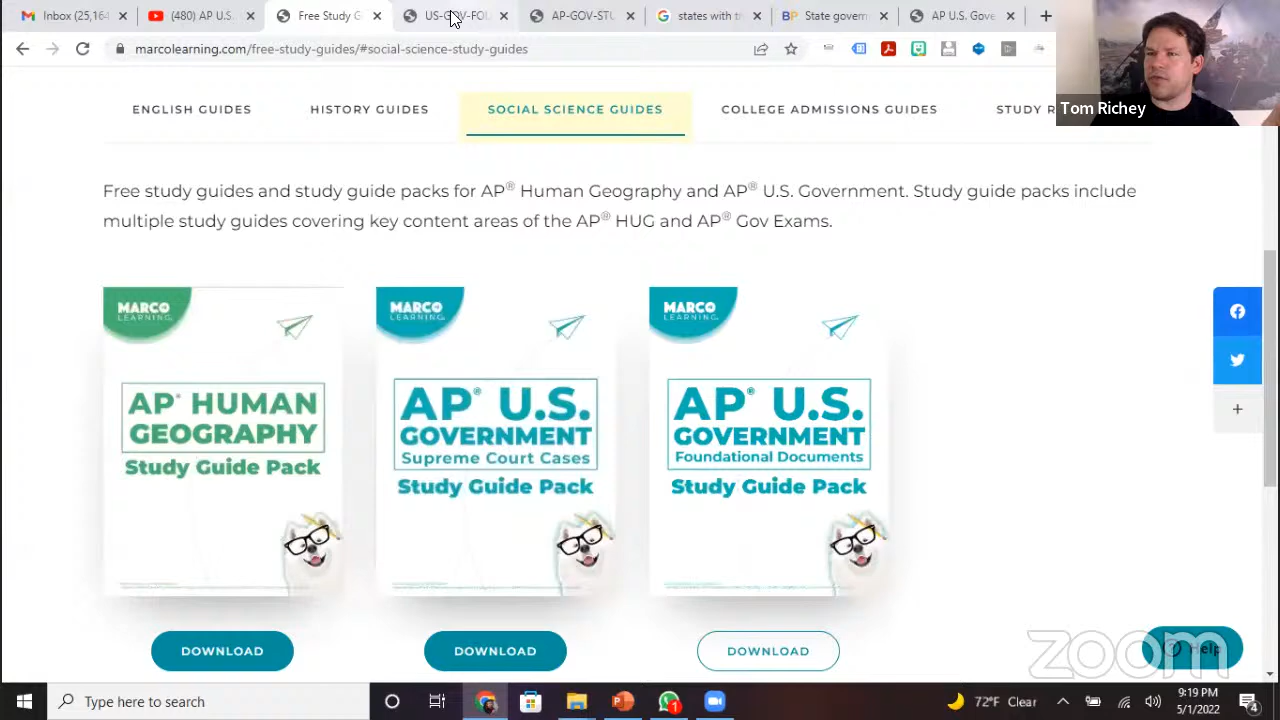 Inbox (25,164
(480) AP U.S.
Free Study G
US-GOV-FOU
AP-GOV-STU
states with t
State govern
AP U.S. Gove
marcolearning.com/free-study-guides/#social-science-study-guides
Tom Richey
ENGLISH GUIDES
HISTORY GUIDES
SOCIAL SCIENCE GUIDES
COLLEGE ADMISSIONS GUIDES
STUDY R
Free study guides and study guide packs for AP® Human Geography and AP® U.S. Government. Study guide packs include
multiple study guides covering key content areas of the AP® HUG and AP® Gov Exams.
MARCO
LEARNING
AP® HUMAN
GEOGRAPHY
Study Guide Pack
DOWNLOAD
MARCO
LEARNING
AP® U.S.
GOVERNMENT
Supreme Court Cases
Study Guide Pack
DOWNLOAD
MARCO
LEARNING
AP® U.S.
GOVERNMENT
Foundational Documents
Study Guide Pack
DOWNLOAD
zoom
Help
Type here to search
1
72°F Clear
9:19 PM
5/1/2022
4